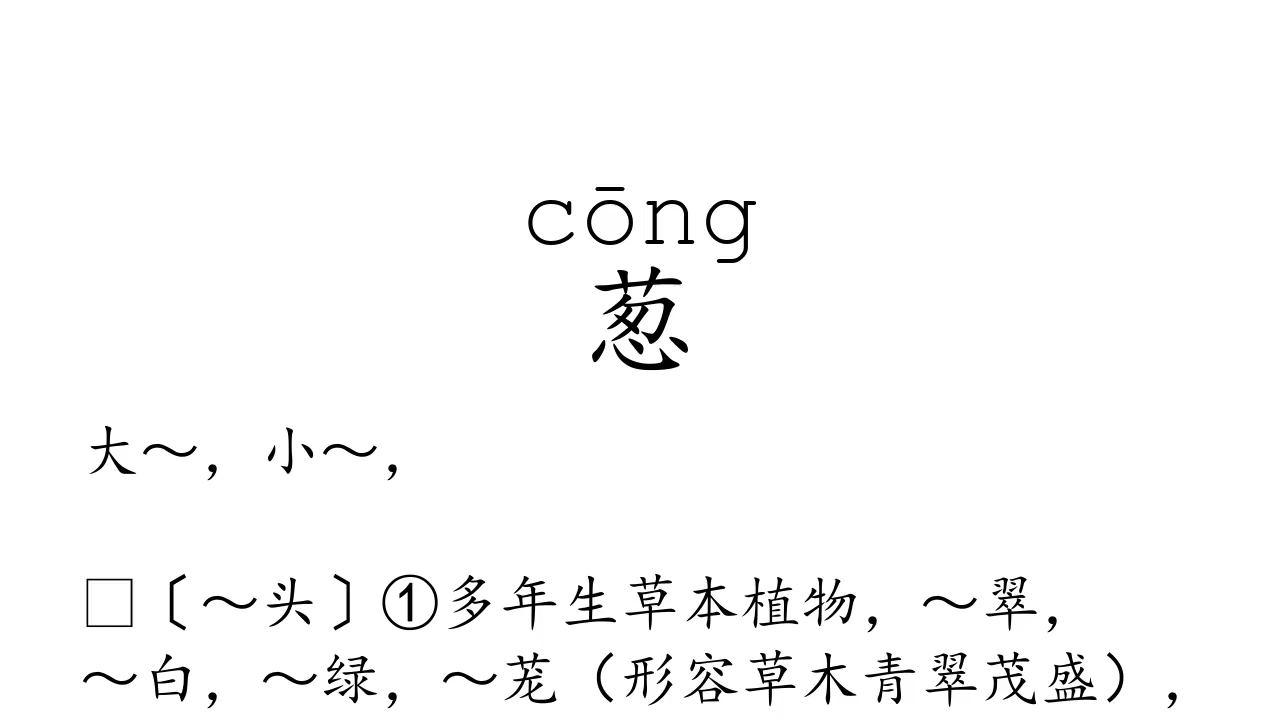 cōng
葱
大～，小～，
□〔～头〕①多年生草本植物，～翠，
～白，～绿，～茏（形容草木青翠茂盛），